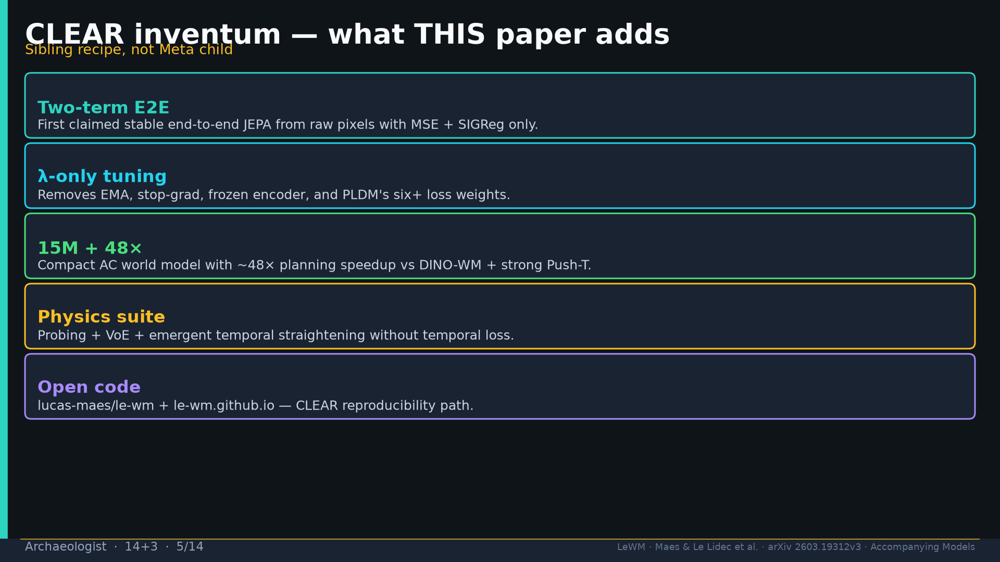 CLEAR inventum — what THIS paper adds
Sibling recipe, not Meta child
Two-term E2E
First claimed stable end-to-end JEPA from raw pixels with MSE + SIGReg only.
λ-only tuning
Removes EMA, stop-grad, frozen encoder, and PLDM's six+ loss weights.
15M + 48×
Compact AC world model with ~48× planning speedup vs DINO-WM + strong Push-T.
Physics suite
Probing + VoE + emergent temporal straightening without temporal loss.
Open code
lucas-maes/le-wm + le-wm.github.io — CLEAR reproducibility path.
Archaeologist · 14+3 · 5/14
LeWM · Maes & Le Lidec et al. · arXiv 2603.19312v3 · Accompanying Models